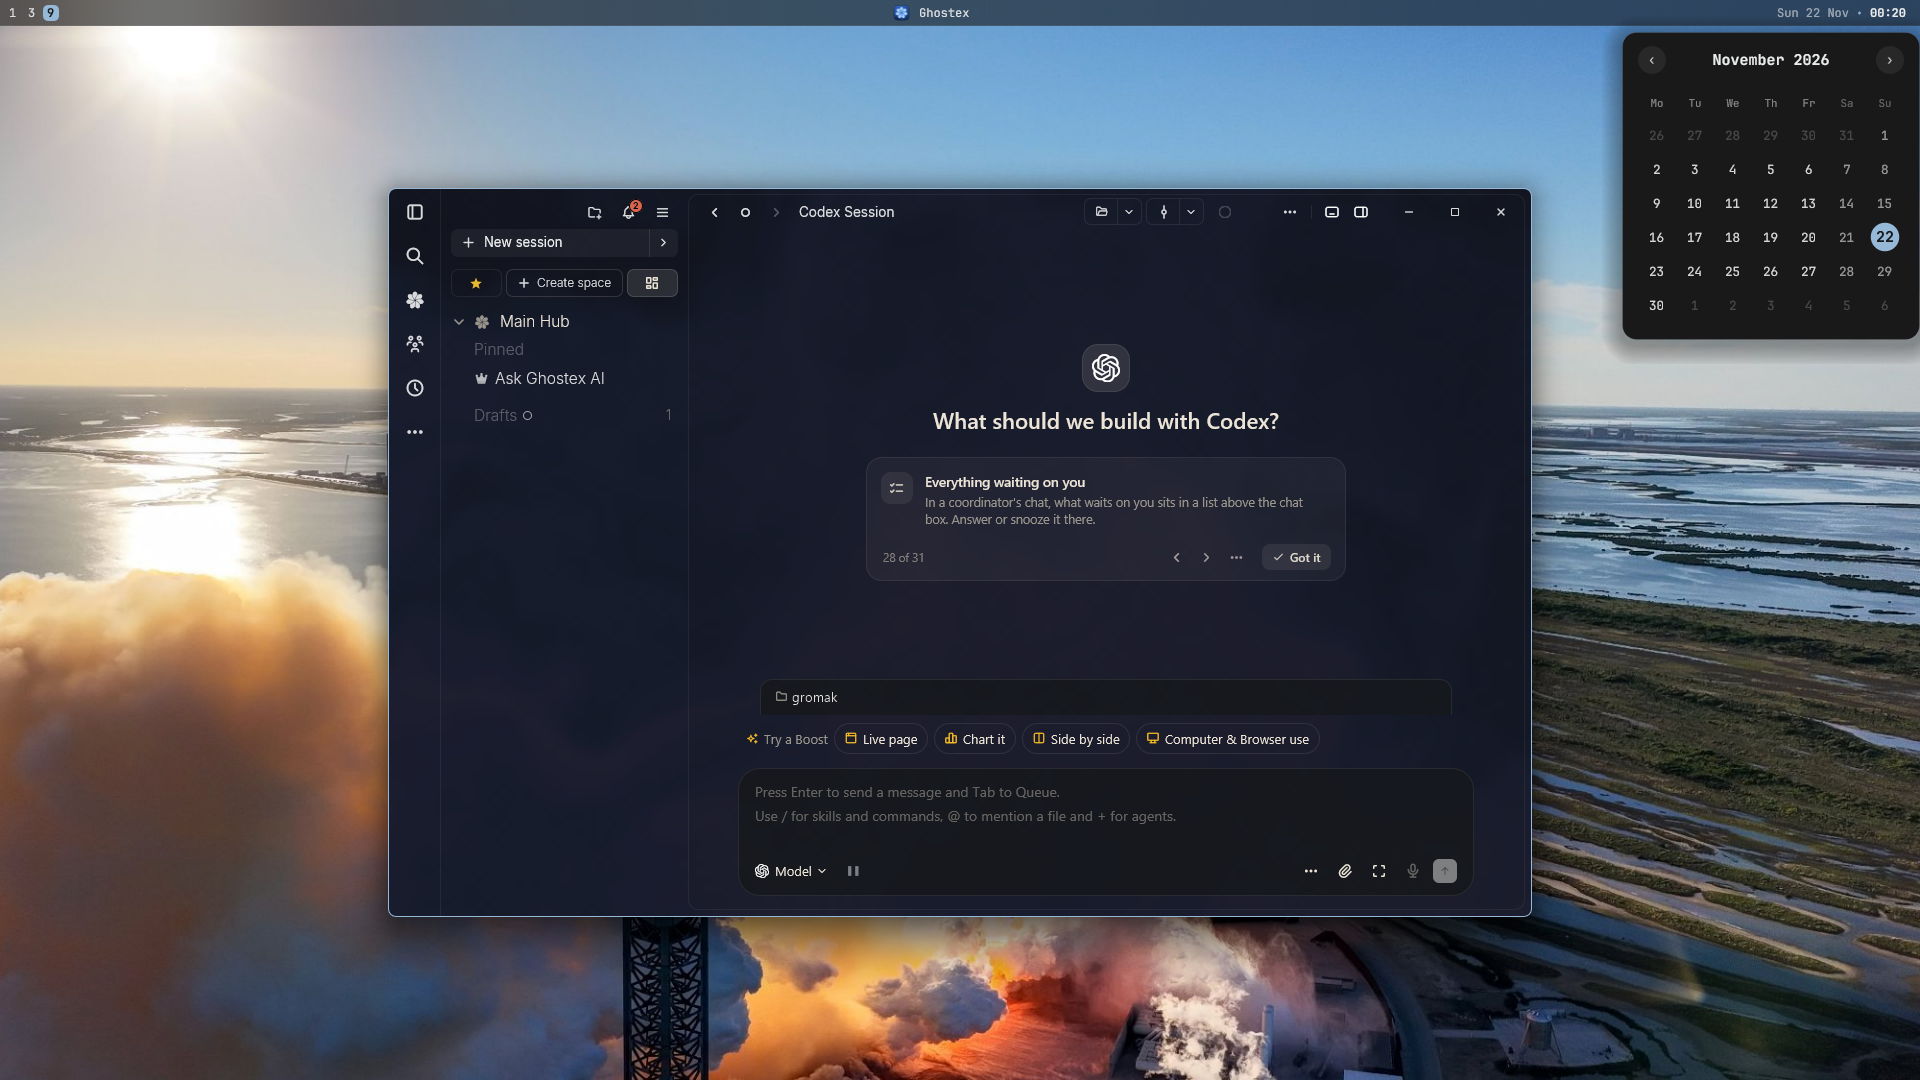 1 3 9
Ghostex
Sun 22 Nov • 00:20
November 2026
Mo Tu We Th Fr Sa Su
26 27 28 29 30 31 1
2 3 4 5 6 7 8
9 10 11 12 13 14 15
16 17 18 19 20 21 22
23 24 25 26 27 28 29
30 1 2 3 4 5 6
2
New session
Create space
Main Hub
Pinned
Ask Ghostex AI
Drafts 1
Codex Session
What should we build with Codex?
Everything waiting on you
In a coordinator's chat, what waits on you sits in a list above the chat
box. Answer or snooze it there.
28 of 31
Got it
gromak
Try a Boost Live page Chart it Side by side Computer & Browser use
Press Enter to send a message and Tab to Queue.
Use / for skills and commands, @ to mention a file and + for agents.
Model